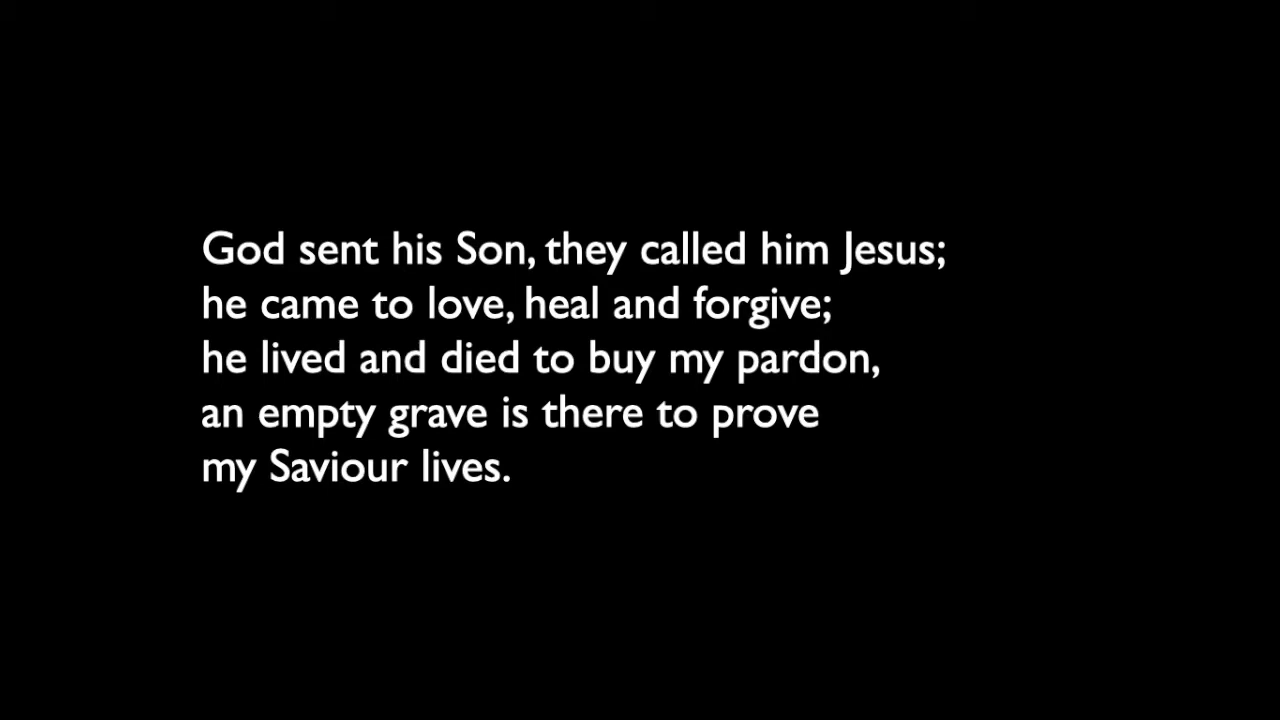 God sent his Son, they called him Jesus;
he came to love, heal and forgive;
he lived and died to buy my pardon,
an empty grave is there to prove
my Saviour lives.